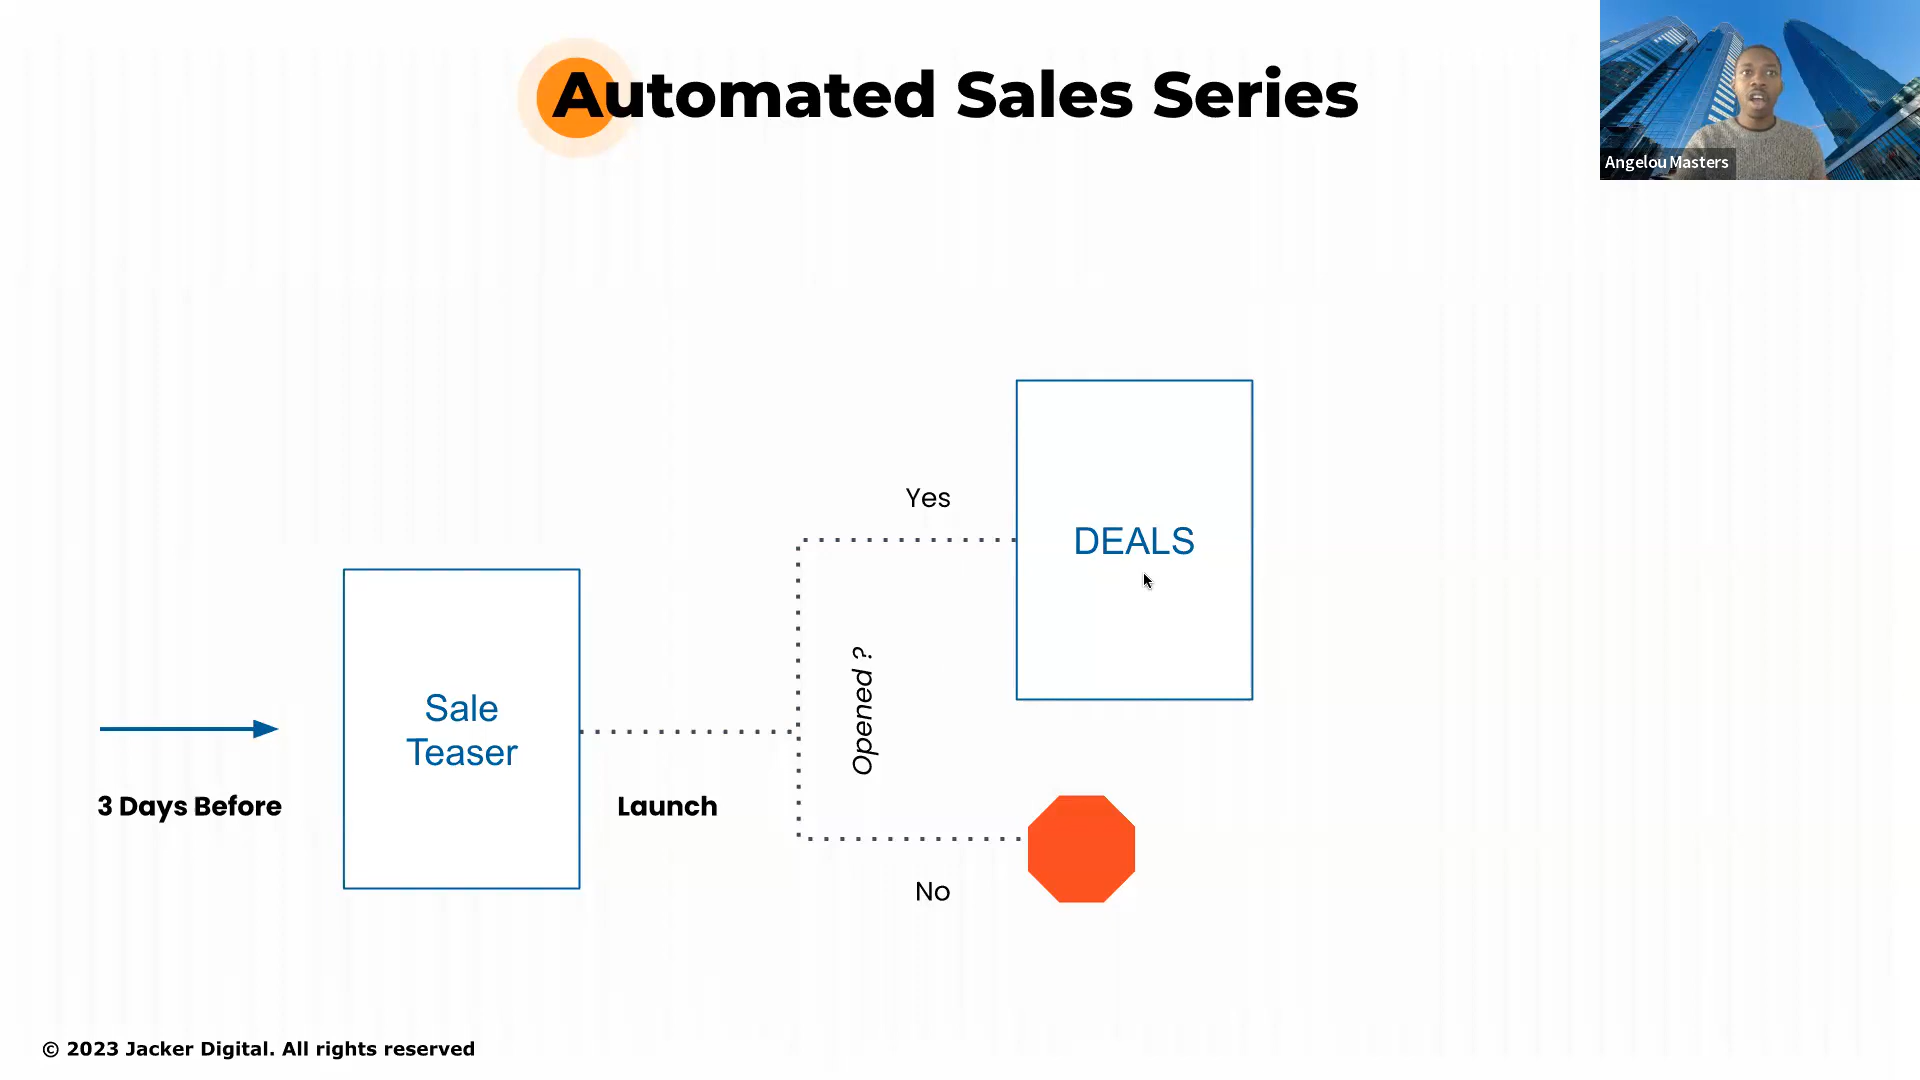 Automated Sales Series
Angelou Masters
Yes
DEALS
Opened ?
Sale
Teaser
3 Days Before
Launch
No
© 2023 Jacker Digital. All rights reserved